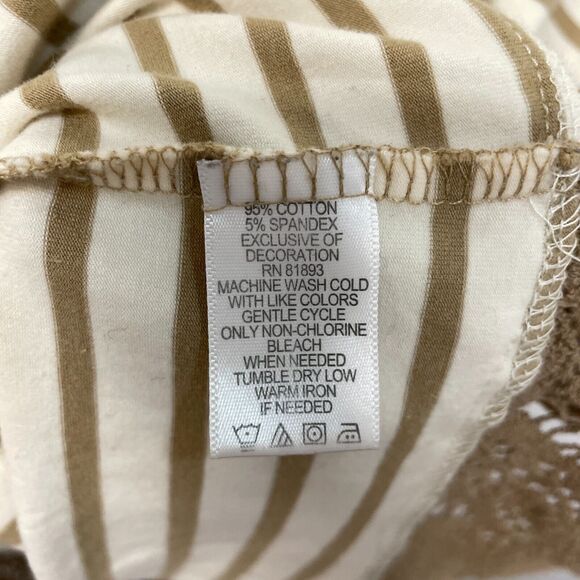 95% COTTON
5% SPANDEX
EXCLUSIVE OF
DECORATION
RN 81893
MACHINE WASH COLD
WITH LIKE COLORS
GENTLE CYCLE
ONLY NON-CHLORINE
BLEACH
WHEN NEEDED
TUMBLE DRY LOW
WARM IRON
IF NEEDED